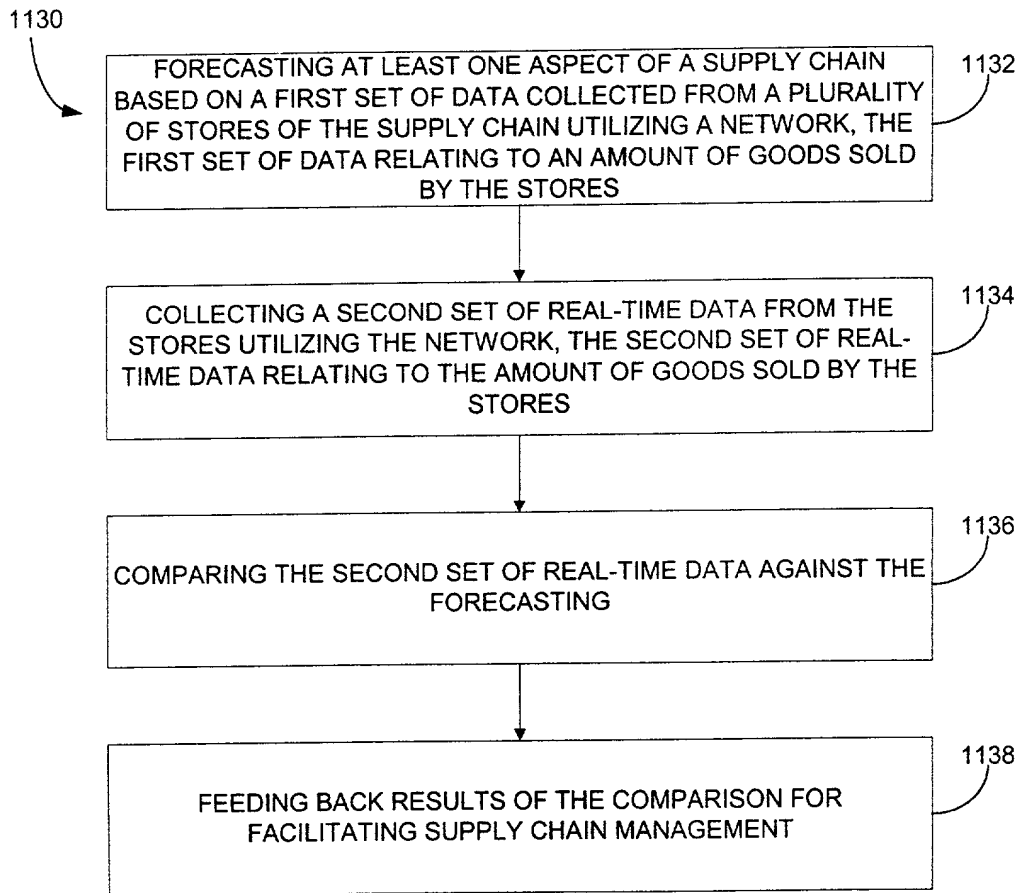 1130
FORECASTING AT LEAST ONE ASPECT OF A SUPPLY CHAIN
BASED ON A FIRST SET OF DATA COLLECTED FROM A PLURALITY
OF STORES OF THE SUPPLY CHAIN UTILIZING A NETWORK, THE
FIRST SET OF DATA RELATING TO AN AMOUNT OF GOODS SOLD
BY THE STORES
1132
COLLECTING A SECOND SET OF REAL-TIME DATA FROM THE
STORES UTILIZING THE NETWORK, THE SECOND SET OF REAL-
TIME DATA RELATING TO THE AMOUNT OF GOODS SOLD BY THE
STORES
1134
COMPARING THE SECOND SET OF REAL-TIME DATA AGAINST THE
FORECASTING
1136
FEEDING BACK RESULTS OF THE COMPARISON FOR
FACILITATING SUPPLY CHAIN MANAGEMENT
1138